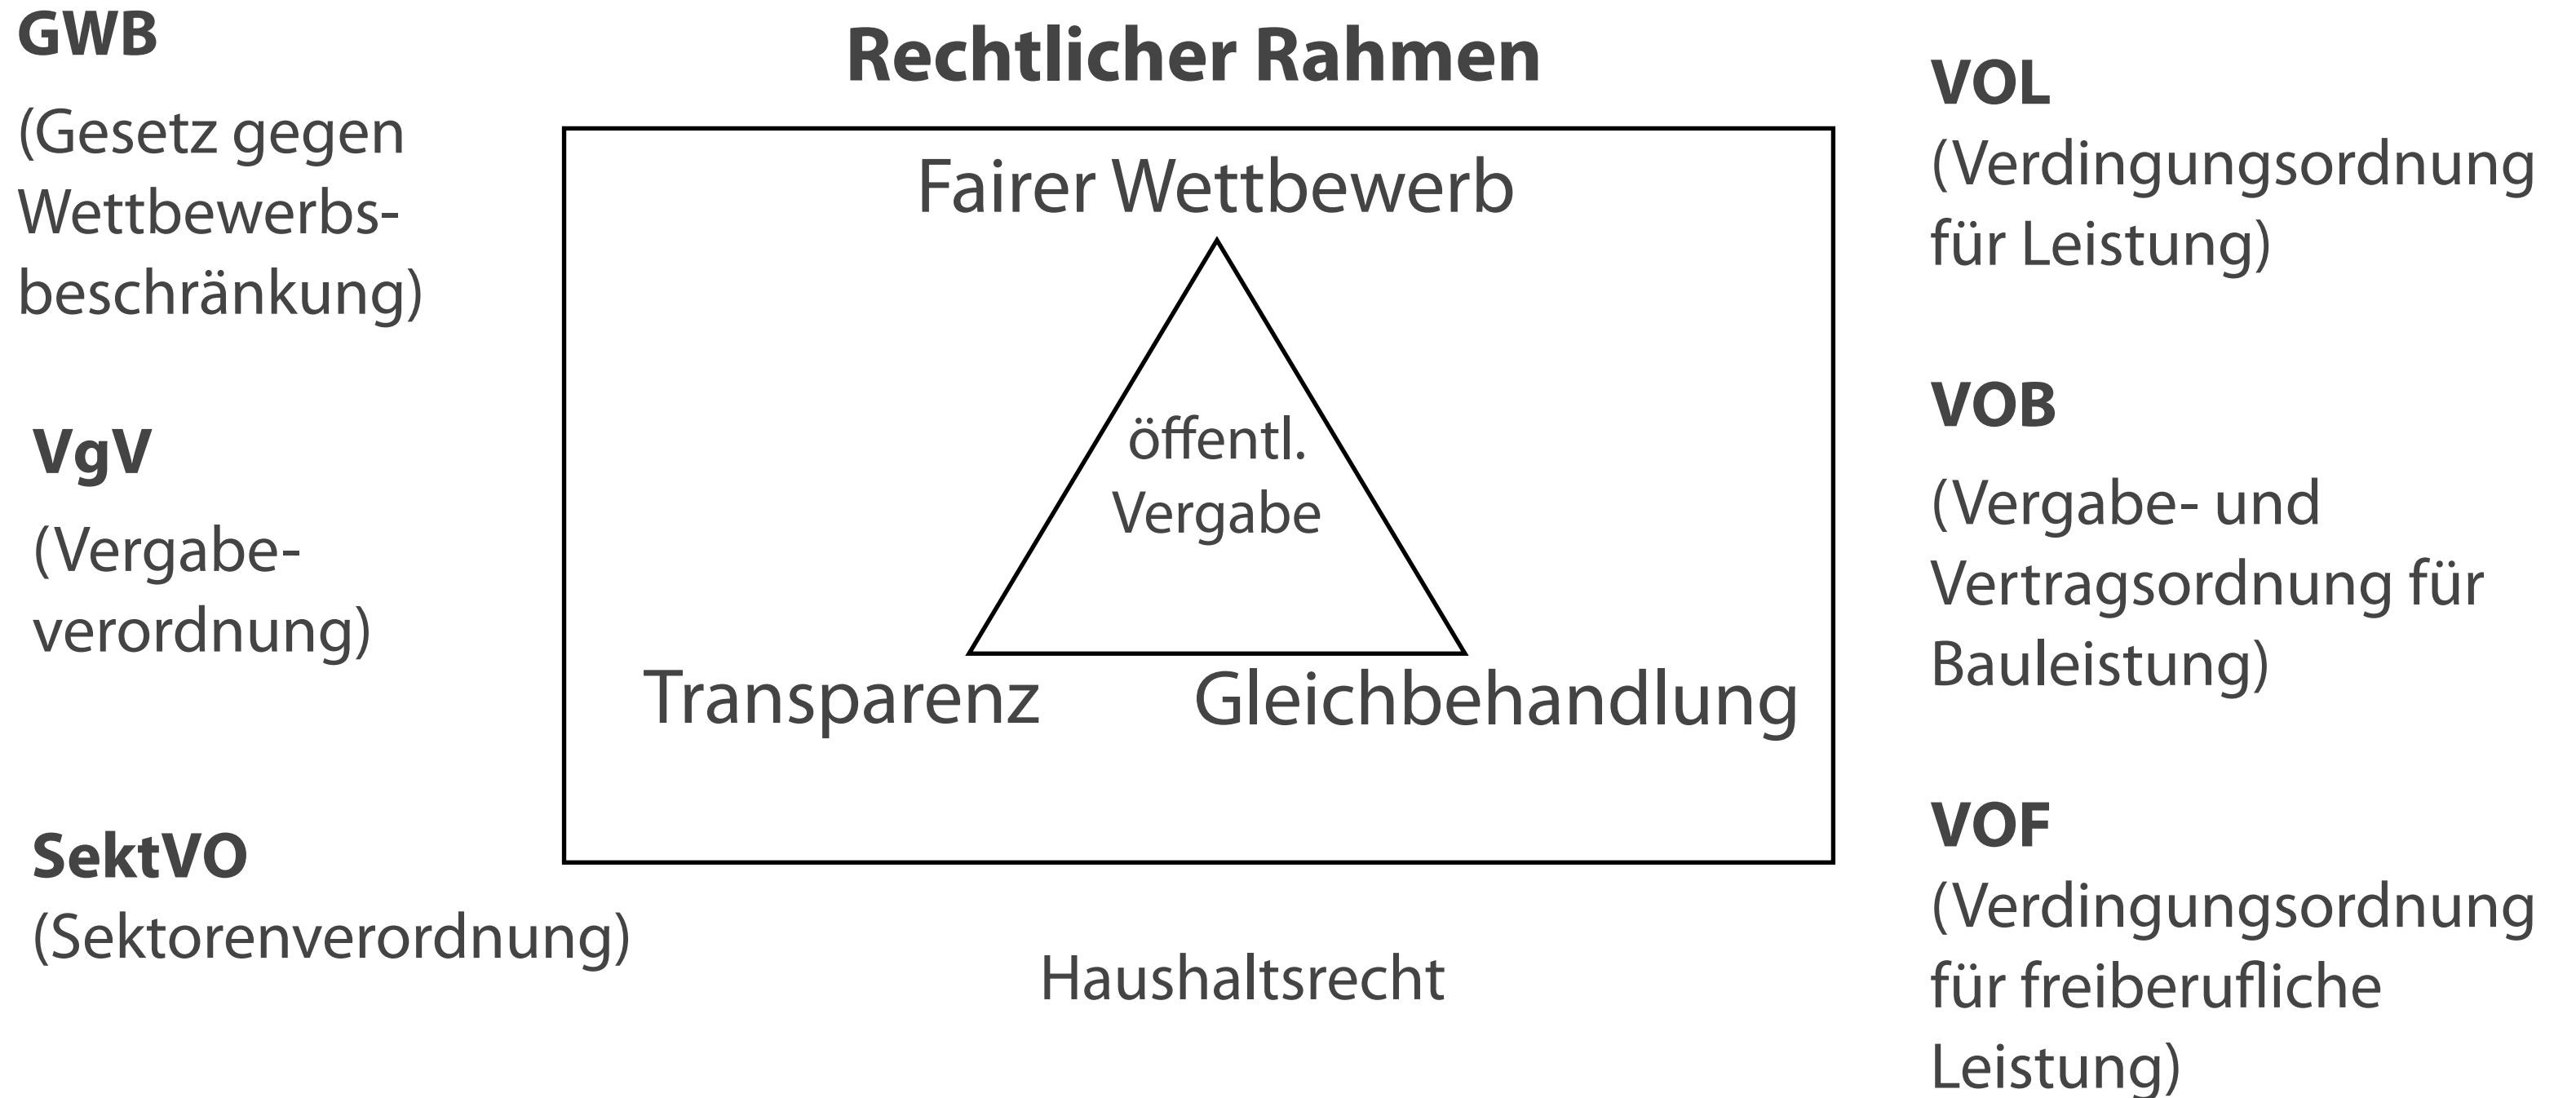 GWB
(Gesetz gegen
Wettbewerbs-
beschränkung)
VgV
(Vergabe-
verordnung)
SektVO
(Sektorenverordnung)
Rechtlicher Rahmen
Fairer Wettbewerb
öffentl.
Vergabe
Transparenz
Gleichbehandlung
Haushaltsrecht
VOL
(Verdingungsordnung
für Leistung)
VOB
(Vergabe- und
Vertragsordnung für
Bauleistung)
VOF
(Verdingungsordnung
für freiberufliche
Leistung)